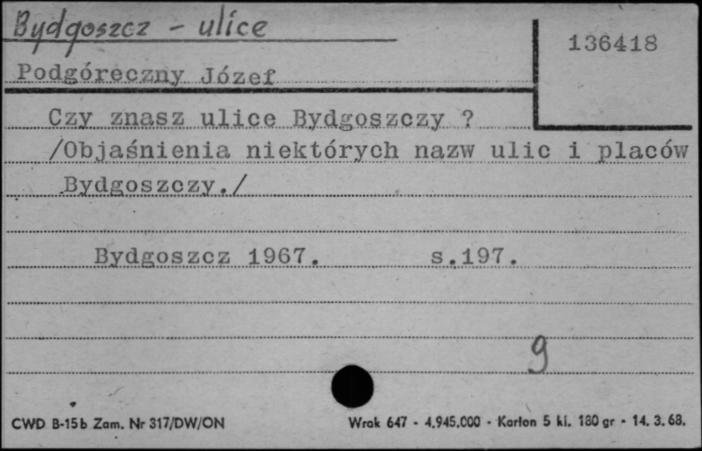 Bydgoszcz - ulice
136418
Podgóreczny Józef
Czy znasz ulice Bydgoszczy ?
/Objaśnienia niektórych nazw ulic i placów
Bydgoszczy./
Bydgoszcz 1967. s.197.
9
CWD B-15b Zam. Nr 317/DW/ON
Wrak 647 - 4.945.000 - Karton 5 kl. 180 gr - 14. 3. 68.